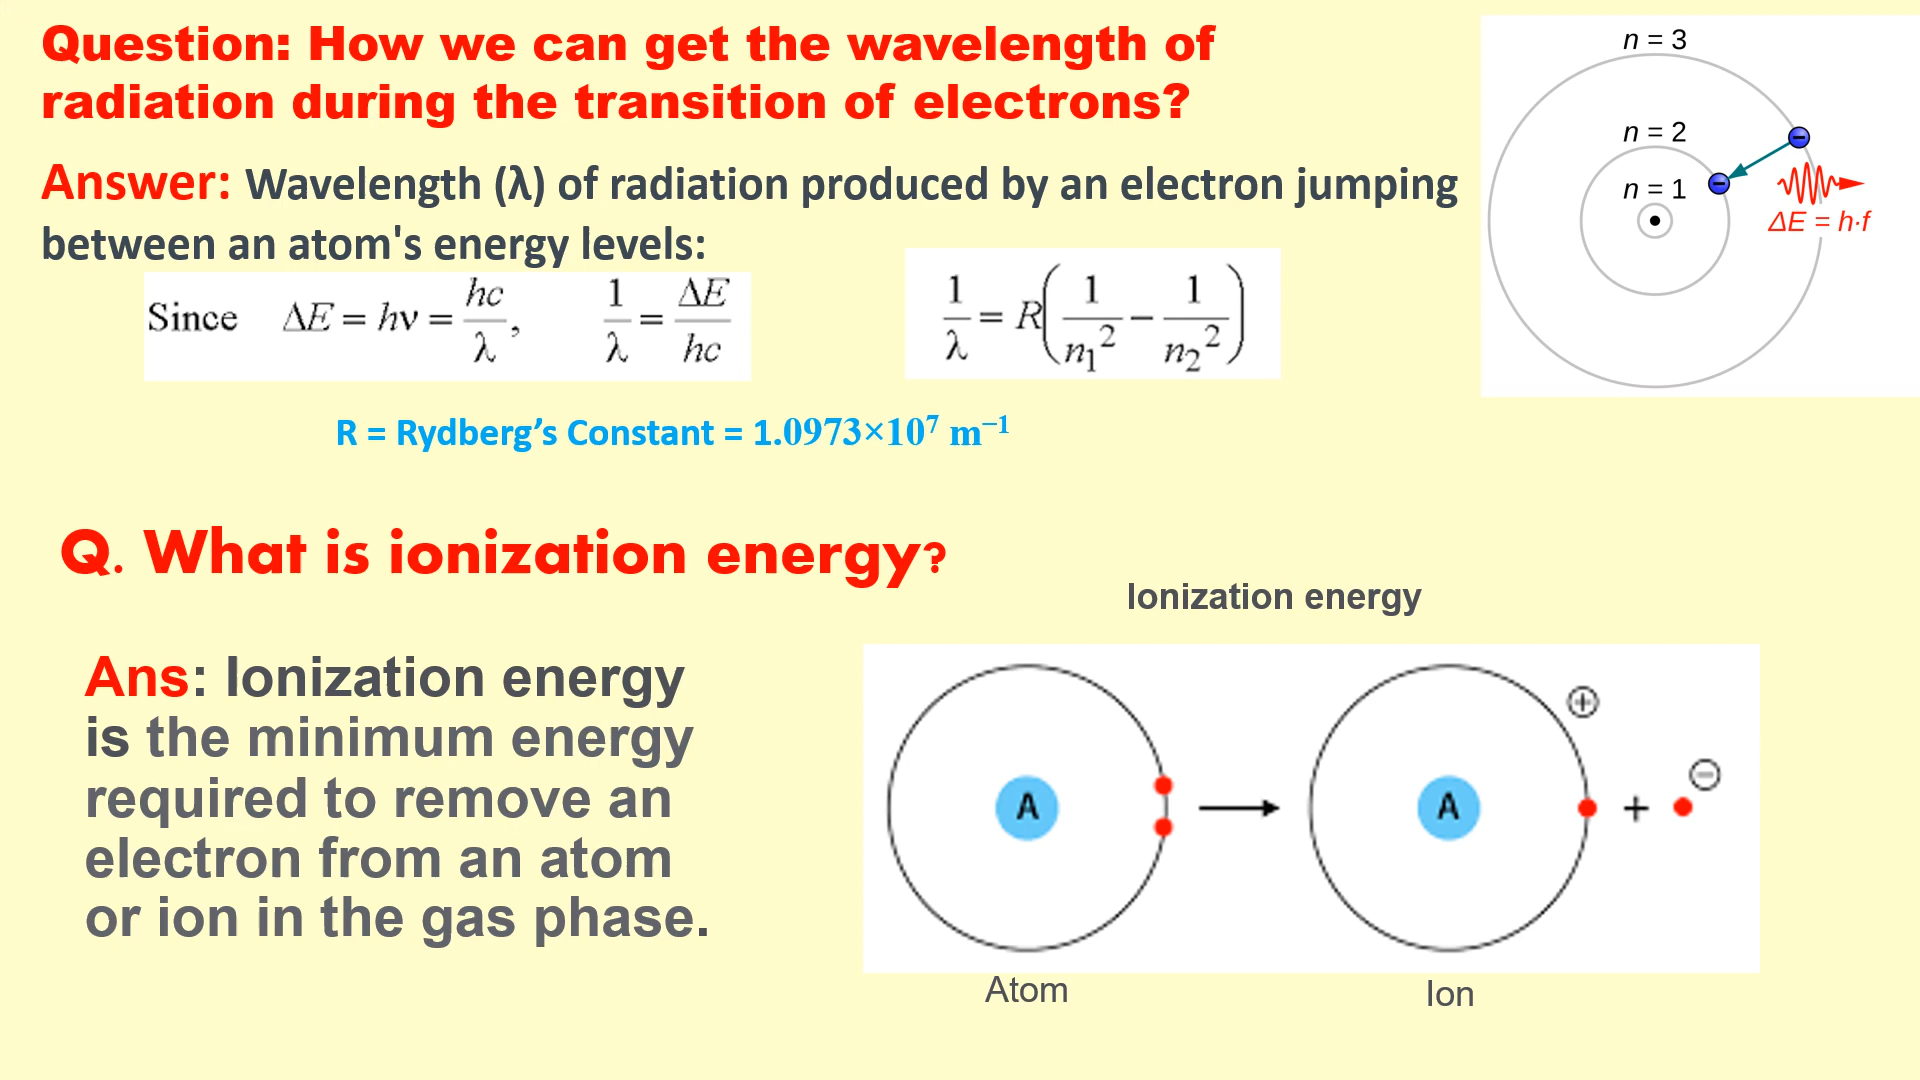 Question: How we can get the wavelength of
radiation during the transition of electrons?
Answer: Wavelength (λ) of radiation produced by an electron jumping
between an atom's energy levels:
n = 3
n = 2
n = 1
ΔE = h·f
Since ΔE = hν = hc/λ, 1/λ = ΔE/hc
1/λ = R(1/n₁² − 1/n₂²)
R = Rydberg’s Constant = 1.0973×10⁷ m⁻¹
Q. What is ionization energy?
Ionization energy
Ans: Ionization energy
is the minimum energy
required to remove an
electron from an atom
or ion in the gas phase.
A
A ⊕ + ⊖
Atom
Ion